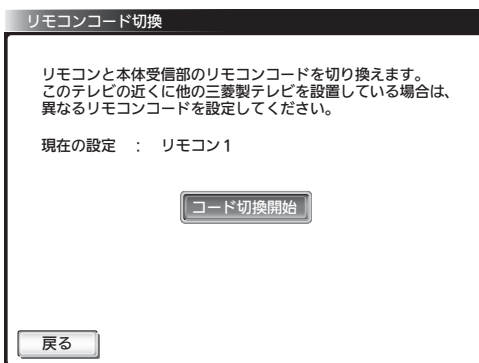 リモコンコード切換
リモコンと本体受信部のリモコンコードを切り換えます。
このテレビの近くに他の三菱製テレビを設置している場合は、
異なるリモコンコードを設定してください。
現在の設定 : リモコン1
コード切換開始
戻る